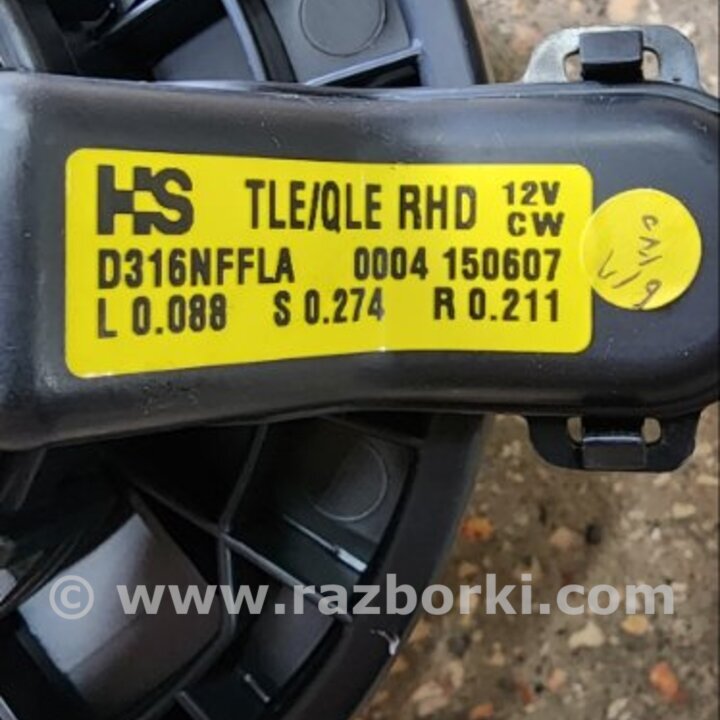 HS TLE/QLE RHD 12V CW
D316NFFLA 0004 150607
L 0.088 S 0.274 R 0.211
© www.razborki.com